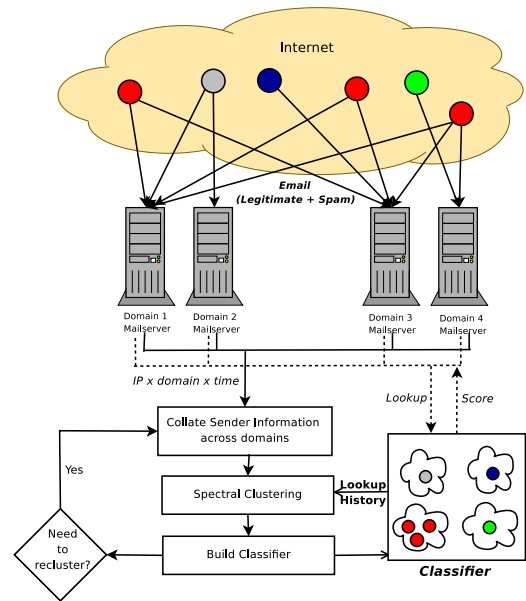 Internet
Email
(Legitimate + Spam)
Domain 1
Mailserver
Domain 2
Mailserver
Domain 3
Mailserver
Domain 4
Mailserver
IP x domain x time
Lookup
Score
Collate Sender Information
across domains
Yes
Spectral Clustering
Lookup
History
Need
to
recluster?
Build Classifier
Classifier